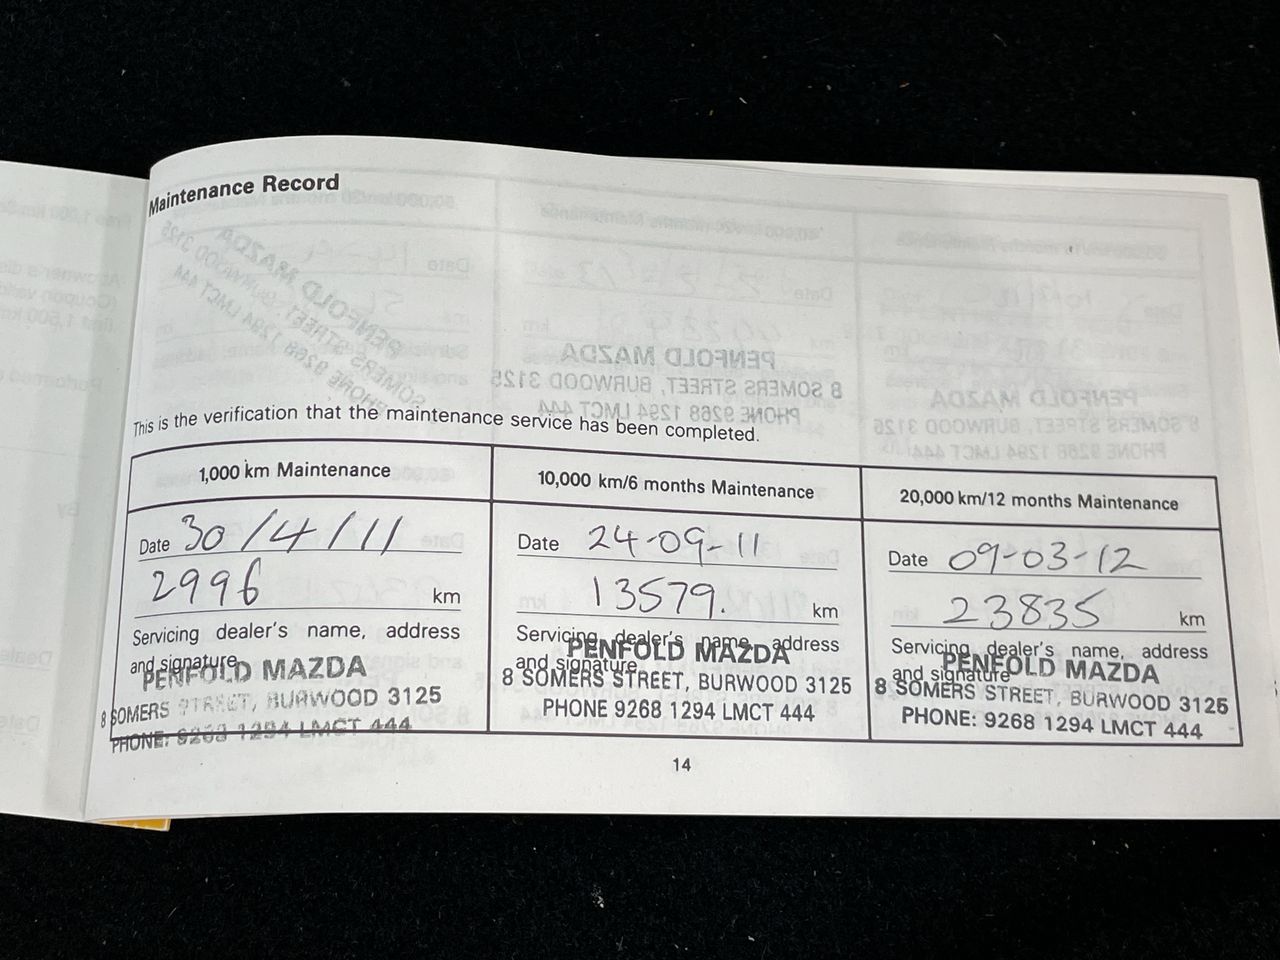 Maintenance Record
This is the verification that the maintenance service has been completed.
1,000 km Maintenance
Date 30/4/11
2996 km
Servicing dealer's name, address
and signature
PENFOLD MAZDA
8 SOMERS STREET, BURWOOD 3125
PHONE: 9268 1294 LMCT 444
10,000 km/6 months Maintenance
Date 24-09-11
13579. km
Servicing dealer's name, address
and signature
PENFOLD MAZDA
8 SOMERS STREET, BURWOOD 3125
PHONE 9268 1294 LMCT 444
20,000 km/12 months Maintenance
Date 09-03-12
23835 km
Servicing dealer's name, address
and signature
PENFOLD MAZDA
8 SOMERS STREET, BURWOOD 3125
PHONE: 9268 1294 LMCT 444
14